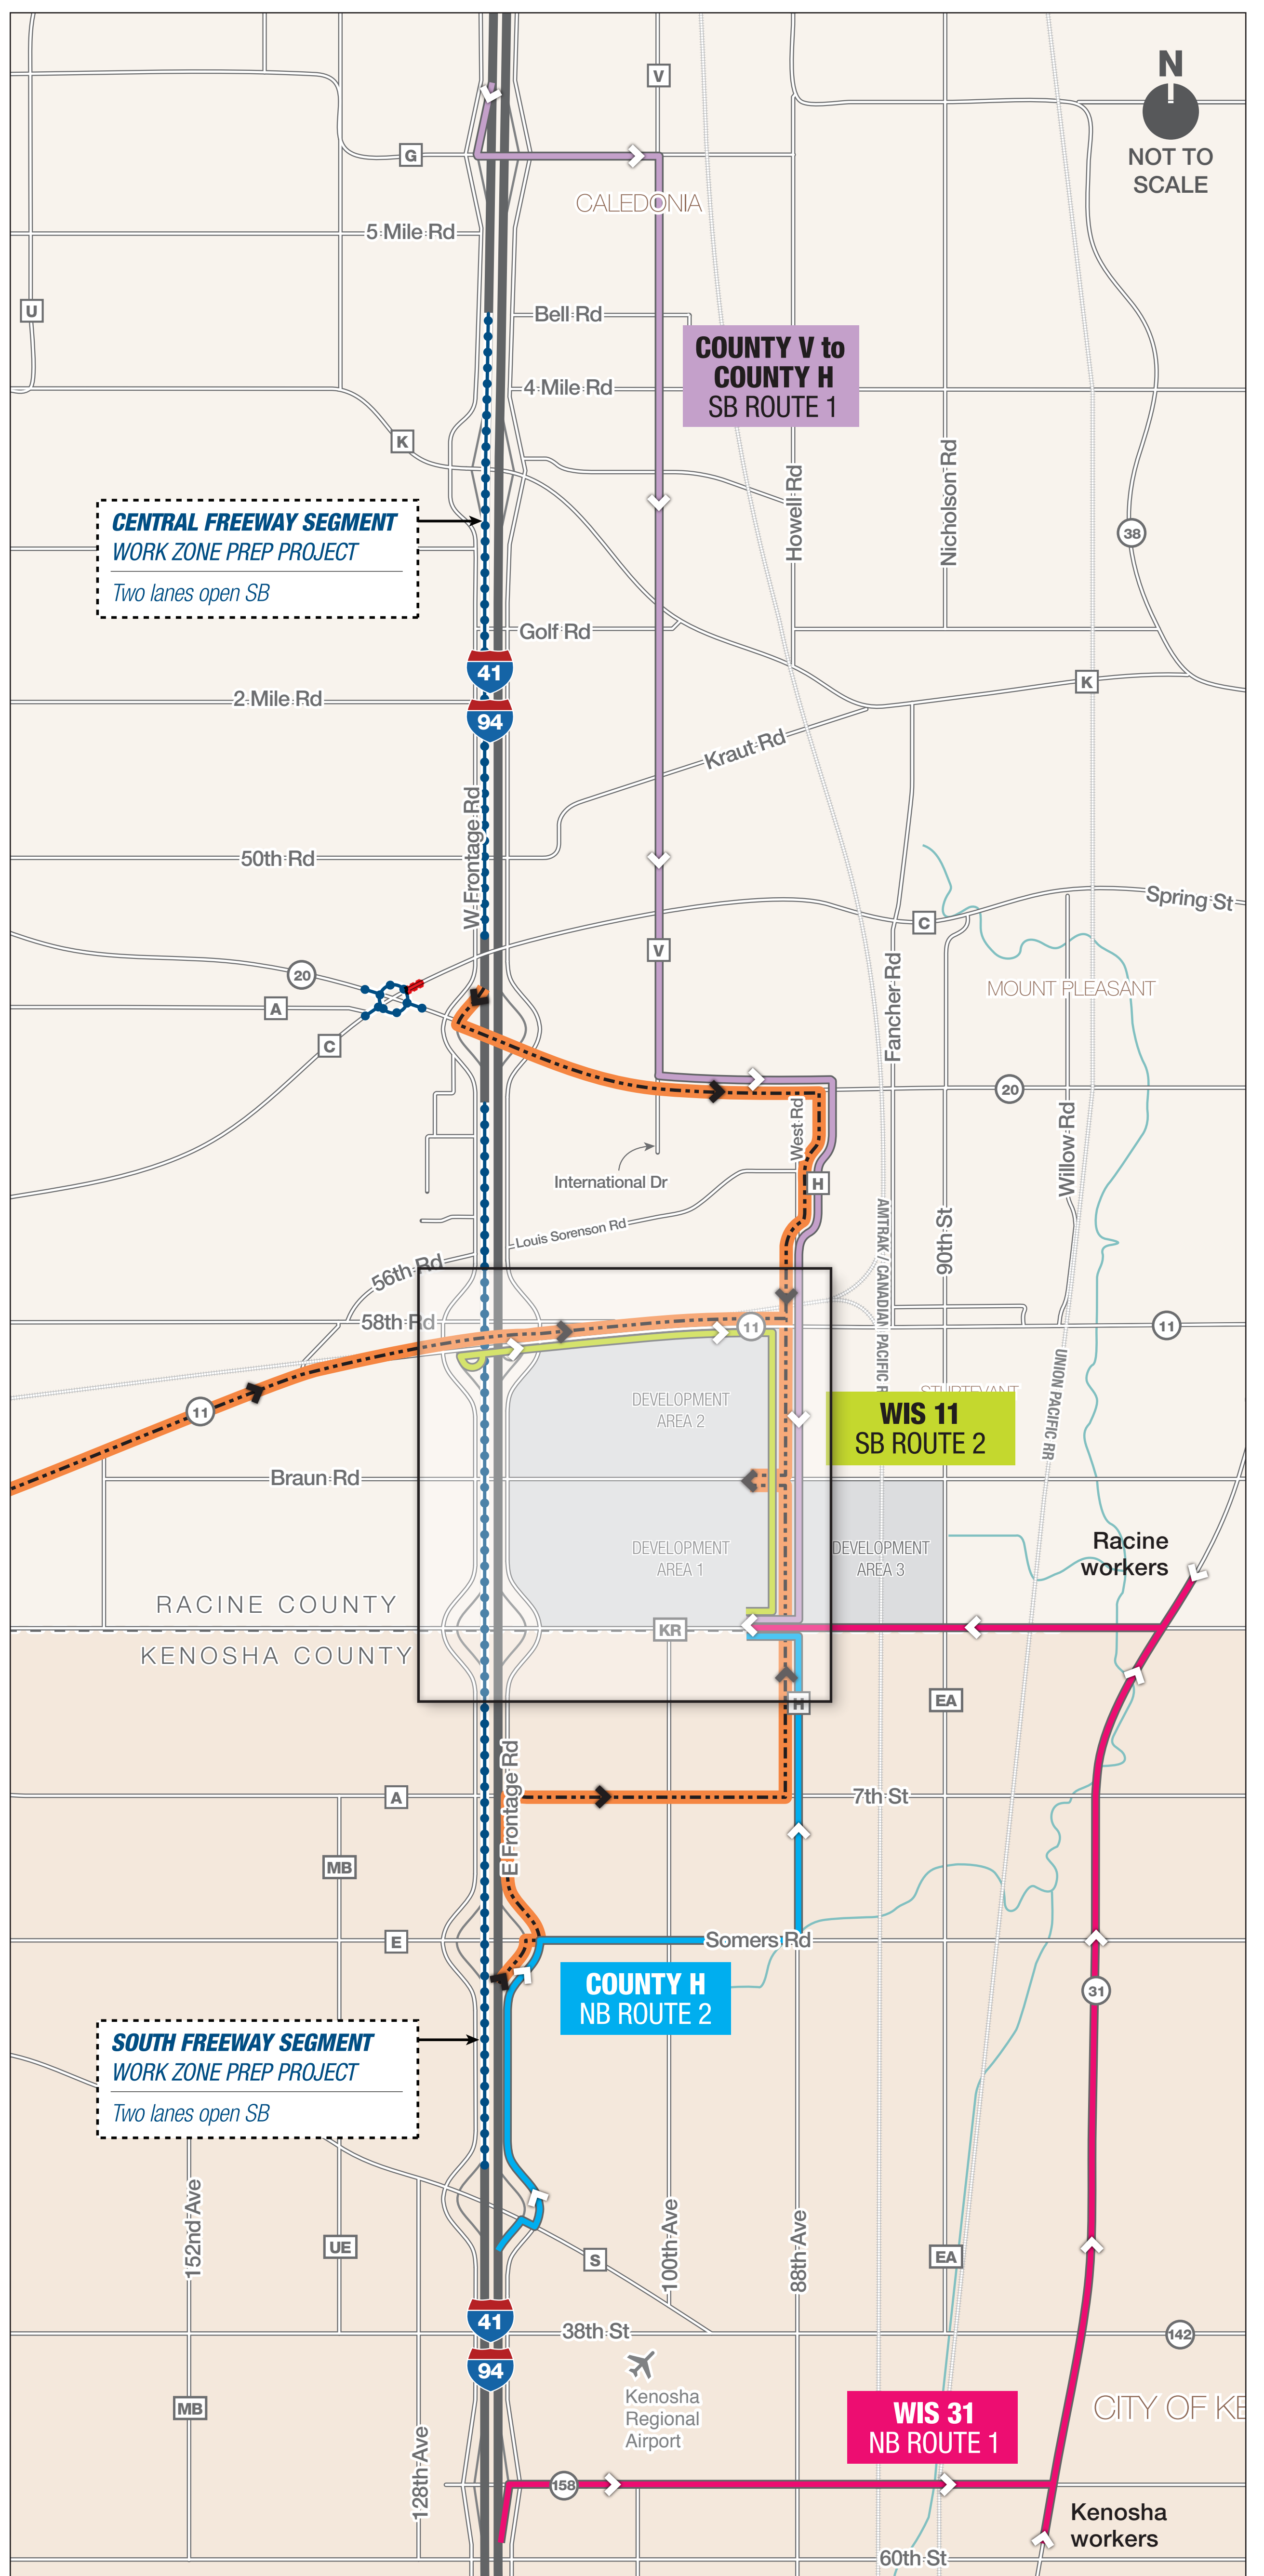 N
NOT TO
SCALE
V
G
CALEDONIA
5 Mile Rd
U
Bell Rd
COUNTY V to
COUNTY H
SB ROUTE 1
4 Mile Rd
K
Howell Rd
Nicholson Rd
38
CENTRAL FREEWAY SEGMENT
WORK ZONE PREP PROJECT
Two lanes open SB
Golf Rd
41
K
2 Mile Rd
94
Kraut Rd
W Frontage Rd
50th Rd
Spring St
C
V
20
A
C
Fancher Rd
MOUNT PLEASANT
20
West Rd
Willow Rd
International Dr
H
Louis Sorenson Rd
AMTRAK / CANADIAN PACIFIC R
90th St
56th Rd
58th Rd
11
11
11
UNION PACIFIC RR
STURTEVANT
DEVELOPMENT
AREA 2
WIS 11
SB ROUTE 2
Braun Rd
DEVELOPMENT
AREA 1
DEVELOPMENT
AREA 3
Racine
workers
RACINE COUNTY
KR
KENOSHA COUNTY
H
EA
E Frontage Rd
A
7th St
MB
E
Somers Rd
COUNTY H
NB ROUTE 2
31
SOUTH FREEWAY SEGMENT
WORK ZONE PREP PROJECT
Two lanes open SB
152nd Ave
UE
S
100th Ave
88th Ave
EA
41
38th St
142
94
Kenosha
Regional
Airport
MB
WIS 31
NB ROUTE 1
CITY OF KE
128th Ave
158
Kenosha
workers
60th St